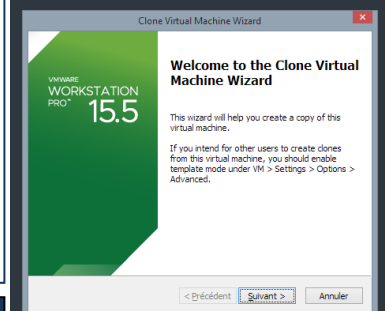 Clone Virtual Machine Wizard
VMWARE
WORKSTATION
PRO™ 15.5
Welcome to the Clone Virtual
Machine Wizard
This wizard will help you create a copy of this
virtual machine.
If you intend for other users to create clones
from this virtual machine, you should enable
template mode under VM > Settings > Options >
Advanced.
< Précédent Suivant > Annuler